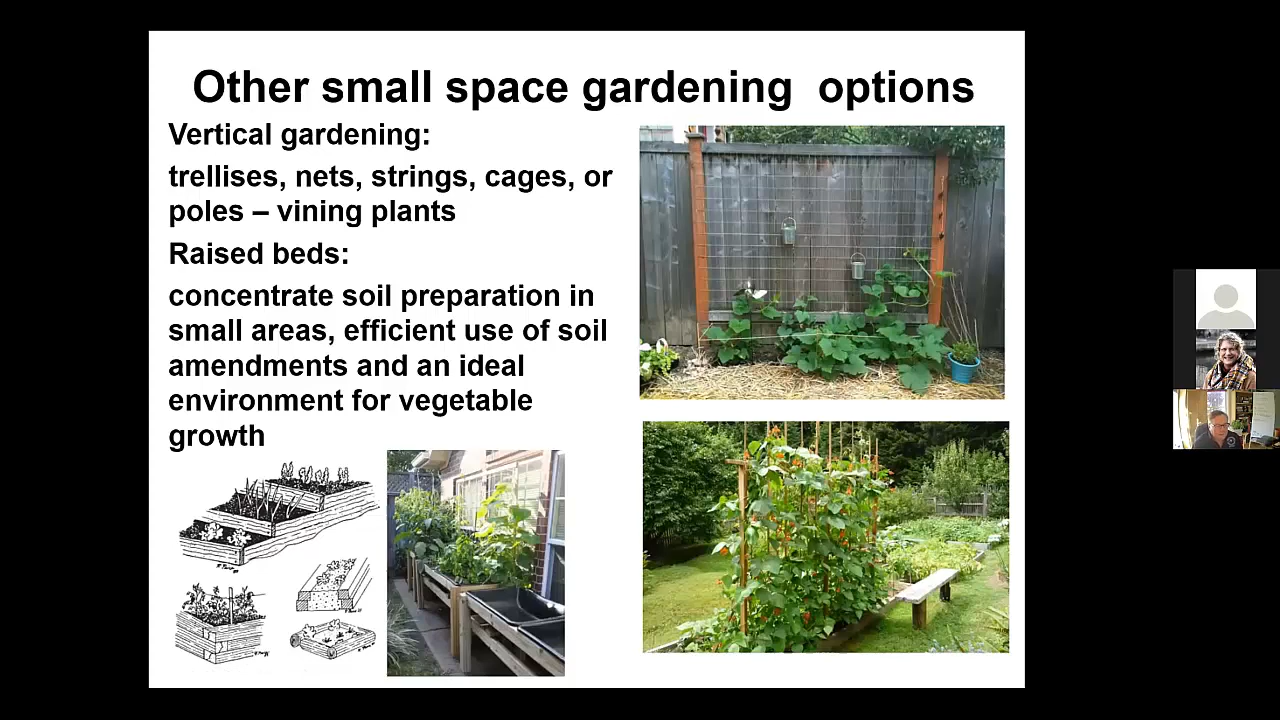 Other small space gardening  options
Vertical gardening:
trellises, nets, strings, cages, or
poles – vining plants
Raised beds:
concentrate soil preparation in
small areas, efficient use of soil
amendments and an ideal
environment for vegetable
growth